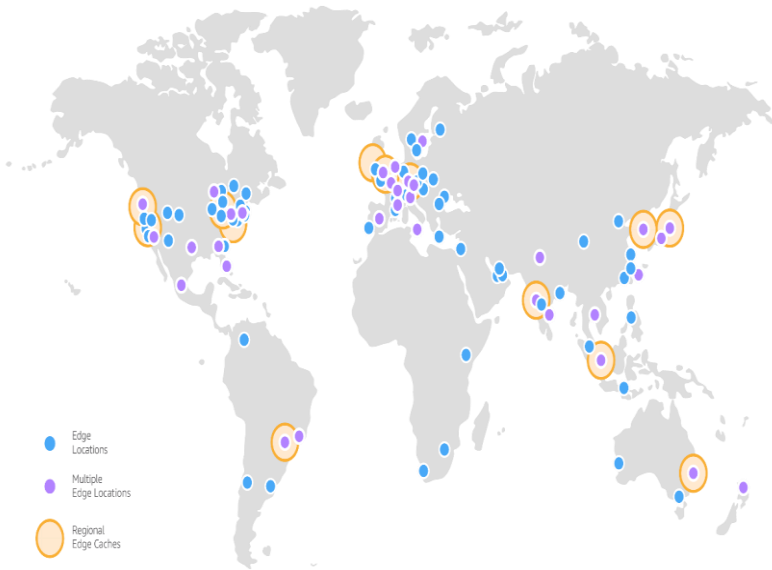 Edge
Locations
Multiple
Edge Locations
Regional
Edge Caches